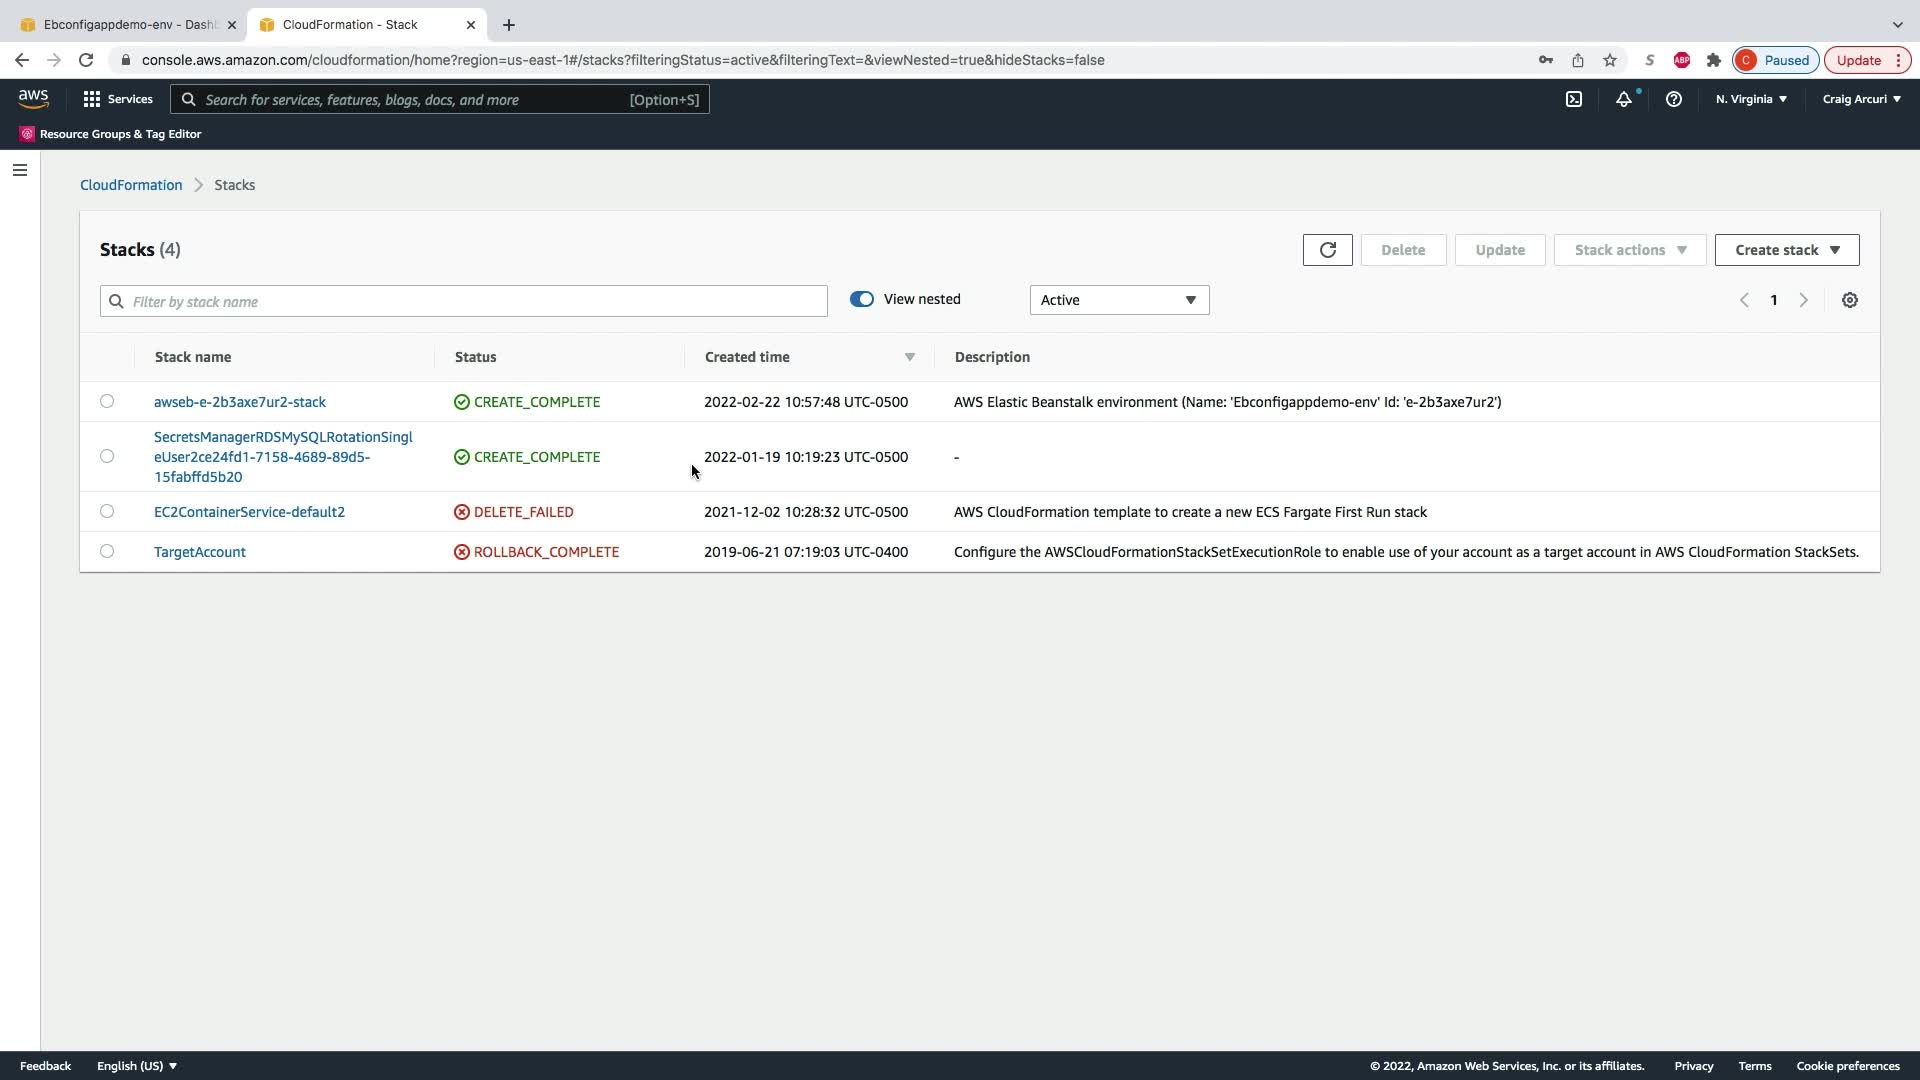 Ebconfigappdemo-env - Dash
CloudFormation - Stack
console.aws.amazon.com/cloudformation/home?region=us-east-1#/stacks?filteringStatus=active&filteringText=&viewNested=true&hideStacks=false
S
ABP
C Paused
Update
aws
Services
Search for services, features, blogs, docs, and more [Option+S]
N. Virginia
Craig Arcuri
Resource Groups & Tag Editor
CloudFormation > Stacks
Stacks (4)
Delete
Update
Stack actions
Create stack
Filter by stack name
View nested
Active
1
Stack name Status Created time Description
awseb-e-2b3axe7ur2-stack CREATE_COMPLETE 2022-02-22 10:57:48 UTC-0500 AWS Elastic Beanstalk environment (Name: 'Ebconfigappdemo-env' Id: 'e-2b3axe7ur2')
SecretsManagerRDSMySQLRotationSingl
eUser2ce24fd1-7158-4689-89d5- CREATE_COMPLETE 2022-01-19 10:19:23 UTC-0500 -
15fabffd5b20
EC2ContainerService-default2 DELETE_FAILED 2021-12-02 10:28:32 UTC-0500 AWS CloudFormation template to create a new ECS Fargate First Run stack
TargetAccount ROLLBACK_COMPLETE 2019-06-21 07:19:03 UTC-0400 Configure the AWSCloudFormationStackSetExecutionRole to enable use of your account as a target account in AWS CloudFormation StackSets.
Feedback English (US) © 2022, Amazon Web Services, Inc. or its affiliates. Privacy Terms Cookie preferences